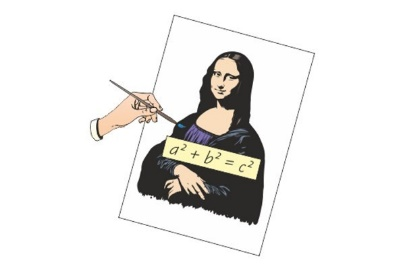 a² + b² = c²